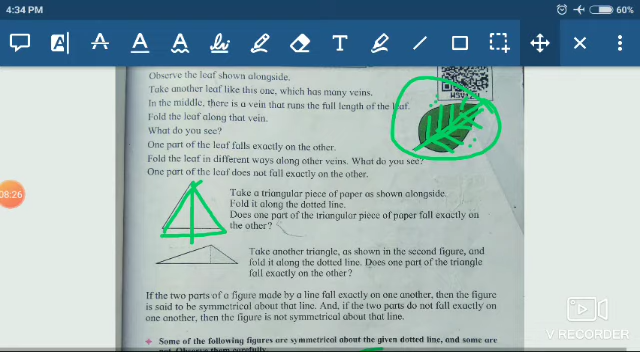 4:34 PM
60%
Observe the leaf shown alongside.
Take another leaf like this one, which has many veins.
In the middle, there is a vein that runs the full length of the leaf.
Fold the leaf along that vein.
What do you see?
One part of the leaf falls exactly on the other.
Fold the leaf in different ways along other veins. What do you see?
One part of the leaf does not fall exactly on the other.
08:26
Take a triangular piece of paper as shown alongside.
Fold it along the dotted line.
Does one part of the triangular piece of paper fall exactly on
the other?
Take another triangle, as shown in the second figure, and
fold it along the dotted line. Does one part of the triangle
fall exactly on the other?
If the two parts of a figure made by a line fall exactly on one another, then the figure
is said to be symmetrical about that line. And, if the two parts do not fall exactly on
one another, then the figure is not symmetrical about that line.
V RECORDER
Some of the following figures are symmetrical about the given dotted line, and some are
not. Observe them carefully.